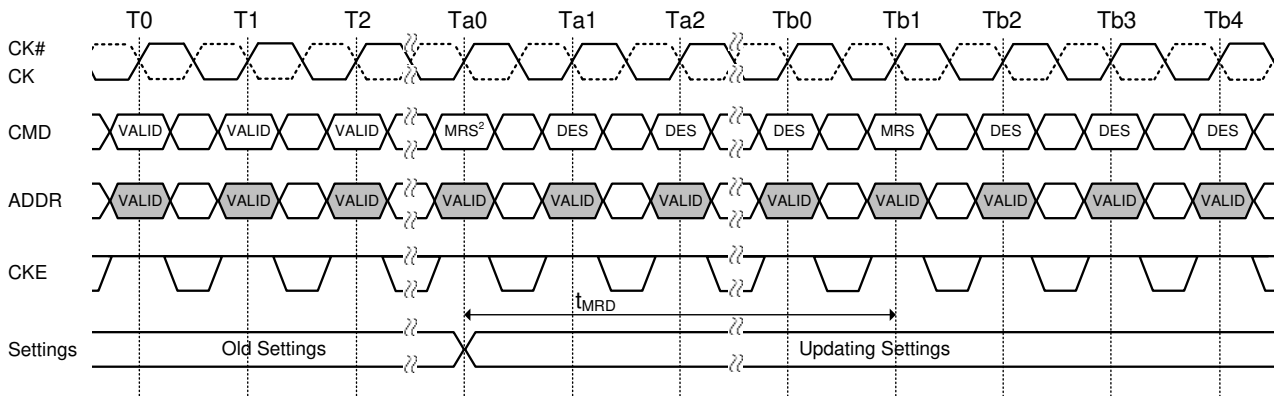 T0 T1 T2 Ta0 Ta1 Ta2 Tb0 Tb1 Tb2 Tb3 Tb4
CK#
CK
CMD VALID VALID VALID MRS² DES DES DES MRS DES DES DES
ADDR VALID VALID VALID VALID VALID VALID VALID VALID VALID VALID VALID
CKE
tMRD
Settings Old Settings Updating Settings